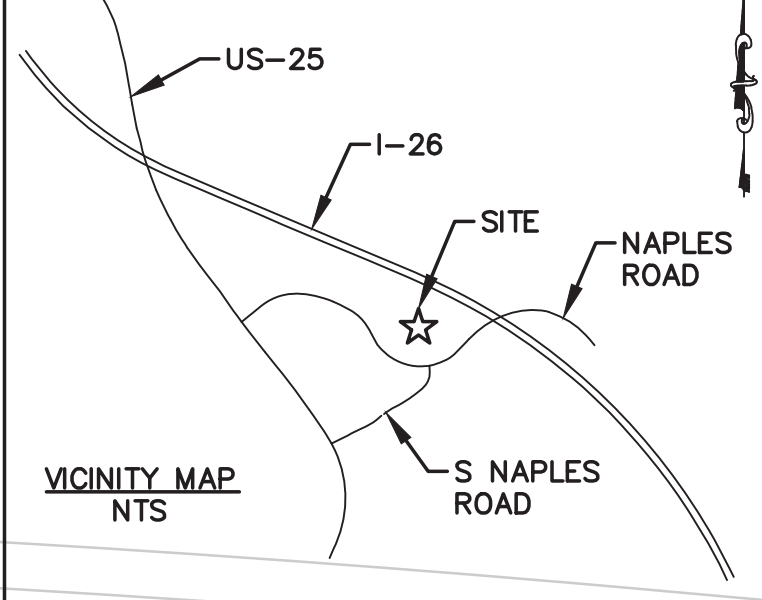 US-25
I-26
SITE
NAPLES
ROAD
S NAPLES
ROAD
VICINITY MAP
NTS